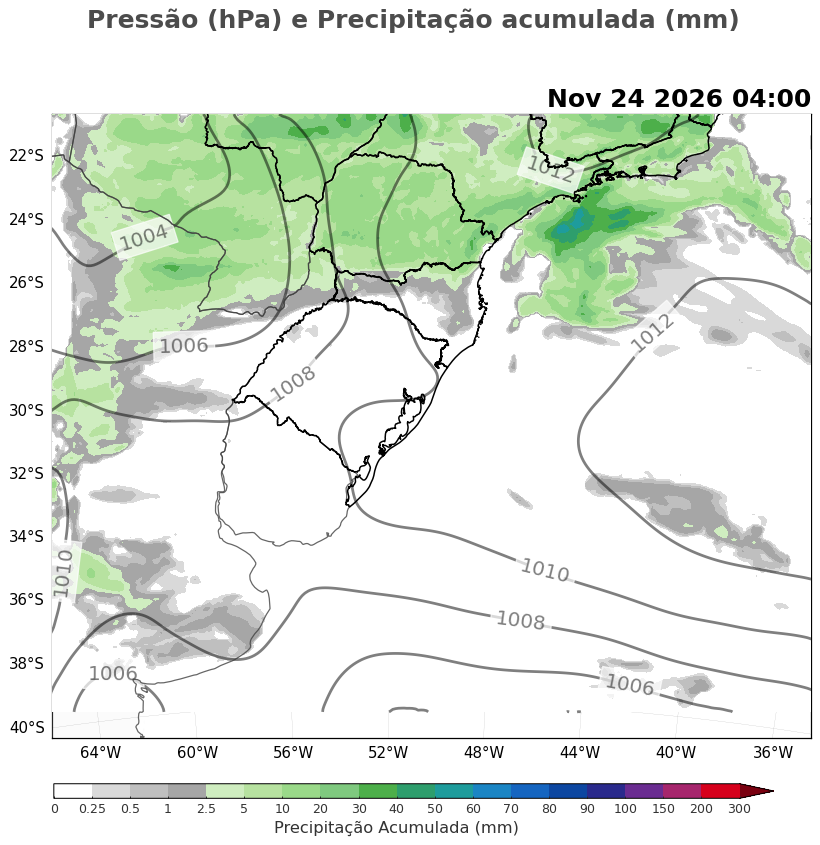 Pressão (hPa) e Precipitação acumulada (mm)
Nov 24 2026 04:00
22°S
24°S
26°S
28°S
30°S
32°S
34°S
36°S
38°S
40°S
1012
1004
1006
1012
1008
1010
1010
1008
1006
1006
64°W 60°W 56°W 52°W 48°W 44°W 40°W 36°W
0 0.25 0.5 1 2.5 5 10 20 30 40 50 60 70 80 90 100 150 200 300
Precipitação Acumulada (mm)